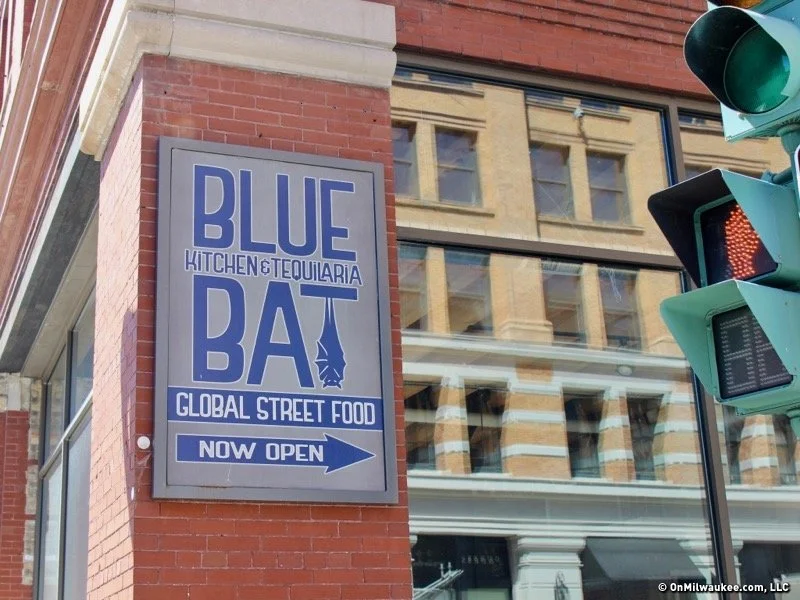 BLUE
KITCHEN & TEQUILARIA
BAT
GLOBAL STREET FOOD
NOW OPEN
© OnMilwaukee.com, LLC